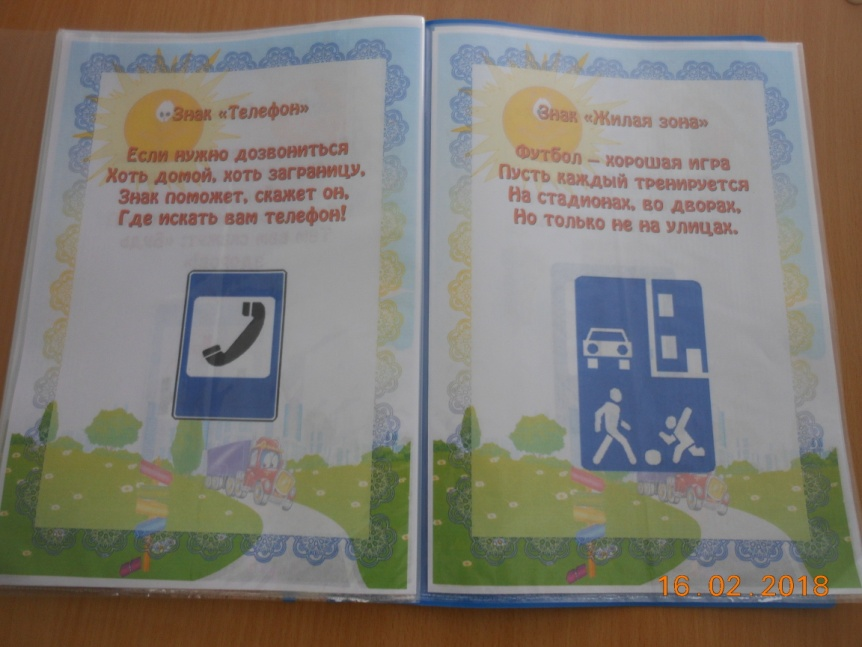 Знак «Телефон»
Если нужно дозвониться
Хоть домой, хоть заграницу,
Знак поможет, скажет он,
Где искать вам телефон!
Знак «Жилая зона»
Футбол – хорошая игра
Пусть каждый тренируется
На стадионах, во дворах,
Но только не на улицах.
16.02.2018